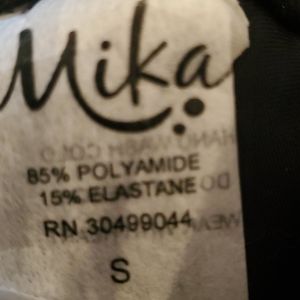 Mika
85% POLYAMIDE
15% ELASTANE
RN 30499044
S